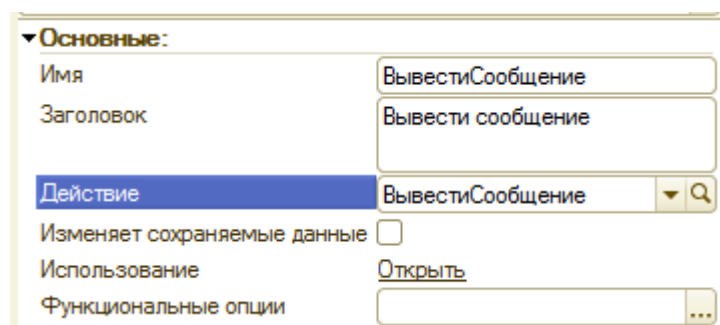 Основные:
Имя
ВывестиСообщение
Заголовок
Вывести сообщение
Действие
ВывестиСообщение
Изменяет сохраняемые данные
Использование
Открыть
Функциональные опции
...